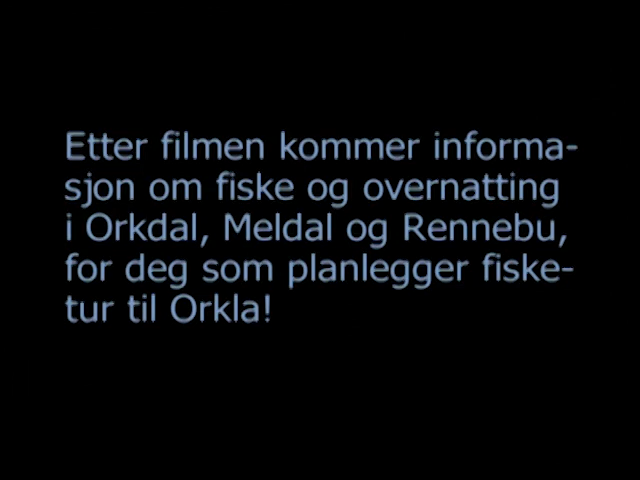 Etter filmen kommer informa-
sjon om fiske og overnatting
i Orkdal, Meldal og Rennebu,
for deg som planlegger fiske-
tur til Orkla!